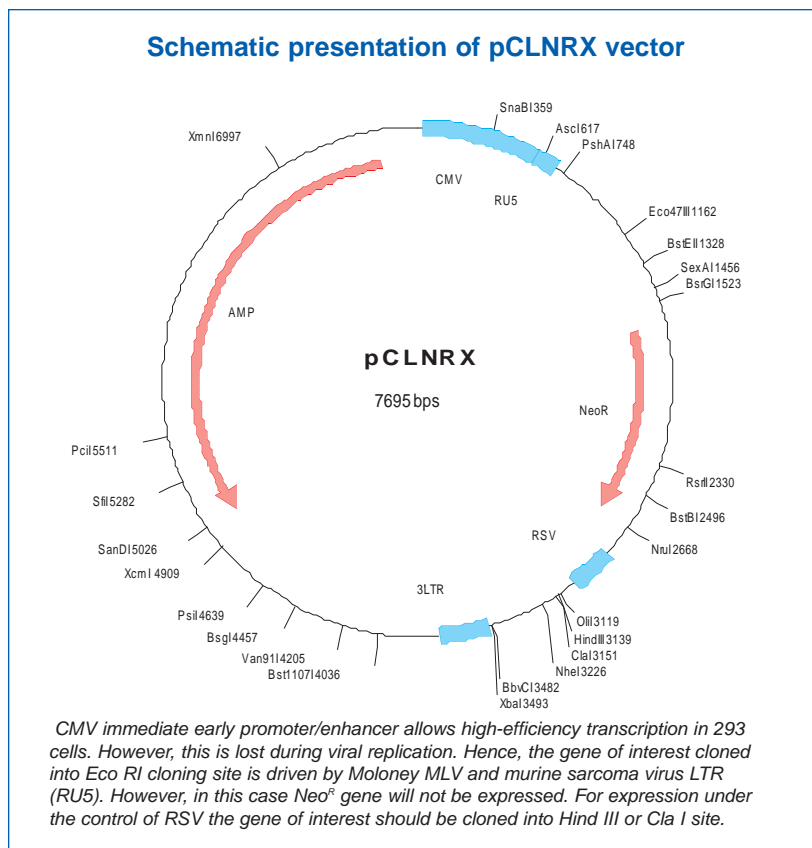 Schematic presentation of pCLNRX vector
SnaBI359
AscI617
PshAI748
XmnI6997
CMV
RU5
Eco47III1162
BstEII1328
SexAI1456
BsrGI1523
AMP
pCLNRX
7695 bps
NeoR
PciI5511
RsrII2330
SfiI5282
BstBI2496
SanDI5026
RSV
NruI2668
XcmI 4909
3LTR
OliI3119
PsiI4639
HindIII3139
BsgI4457
ClaI3151
Van91I4205
NheI3226
Bst1107I4036
BbvCI3482
XbaI3493
CMV immediate early promoter/enhancer allows high-efficiency transcription in 293
cells. However, this is lost during viral replication. Hence, the gene of interest cloned
into Eco RI cloning site is driven by Moloney MLV and murine sarcoma virus LTR
(RU5). However, in this case Neoᴿ gene will not be expressed. For expression under
the control of RSV the gene of interest should be cloned into Hind III or Cla I site.